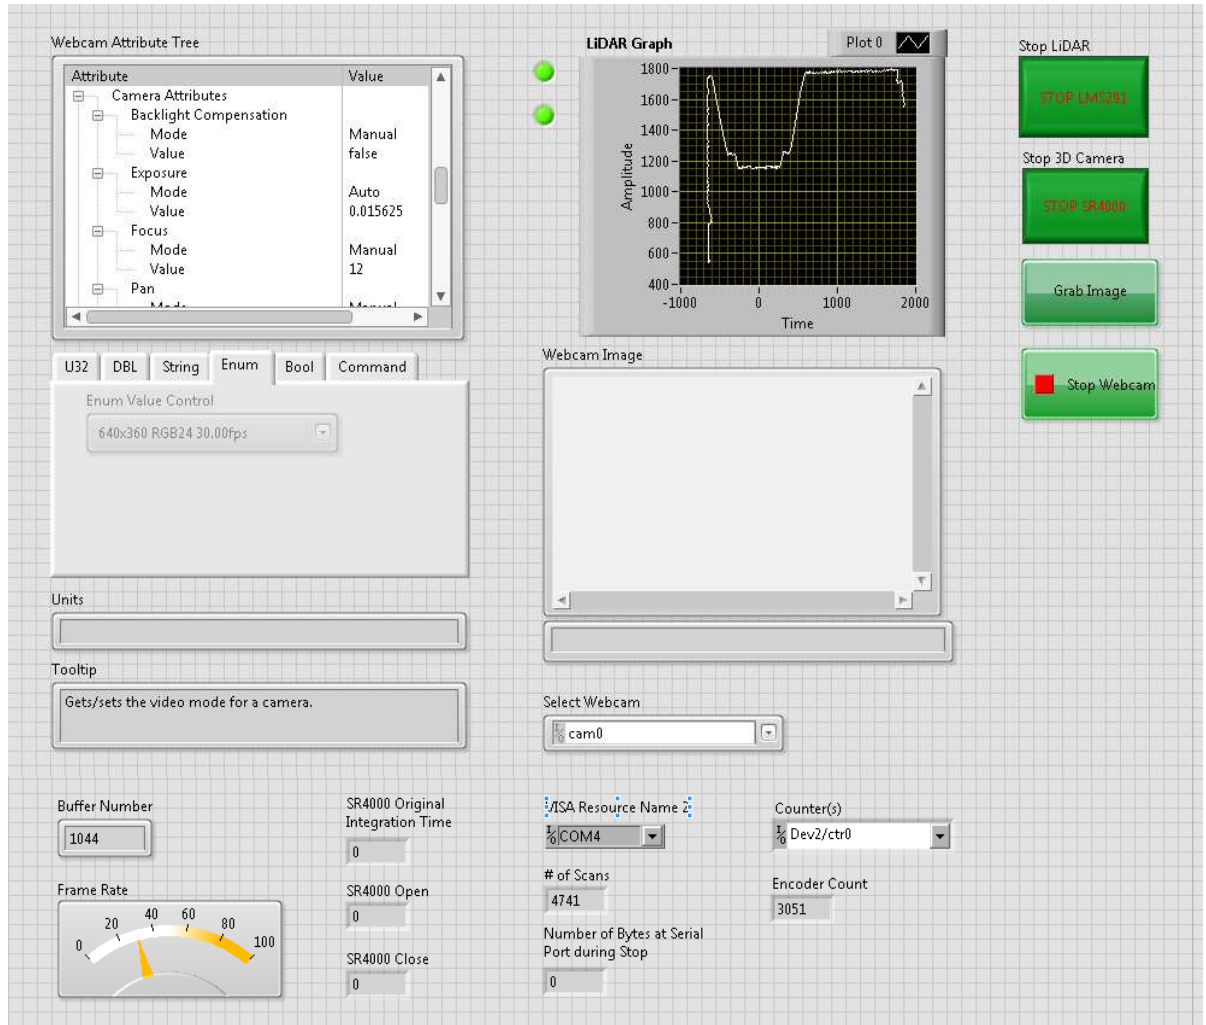 Webcam Attribute Tree
Attribute Value
Camera Attributes
Backlight Compensation
Mode Manual
Value false
Exposure
Mode Auto
Value 0.015625
Focus
Mode Manual
Value 12
Pan
Mode Manual
U32 DBL String Enum Bool Command
Enum Value Control
640x360 RGB24 30.00fps
Units
Tooltip
Gets/sets the video mode for a camera.
LiDAR Graph
Plot 0
1800
1600
1400
1200
1000
800
600
400
Amplitude
-1000 0 1000 2000
Time
Stop LiDAR
STOP LMS291
Stop 3D Camera
STOP SR4000
Grab Image
Stop Webcam
Webcam Image
Select Webcam
cam0
Buffer Number
1044
Frame Rate
0 20 40 60 80 100
SR4000 Original
Integration Time
0
SR4000 Open
0
SR4000 Close
0
VISA Resource Name 2
COM4
# of Scans
4741
Number of Bytes at Serial
Port during Stop
0
Counter(s)
Dev2/ctr0
Encoder Count
3051